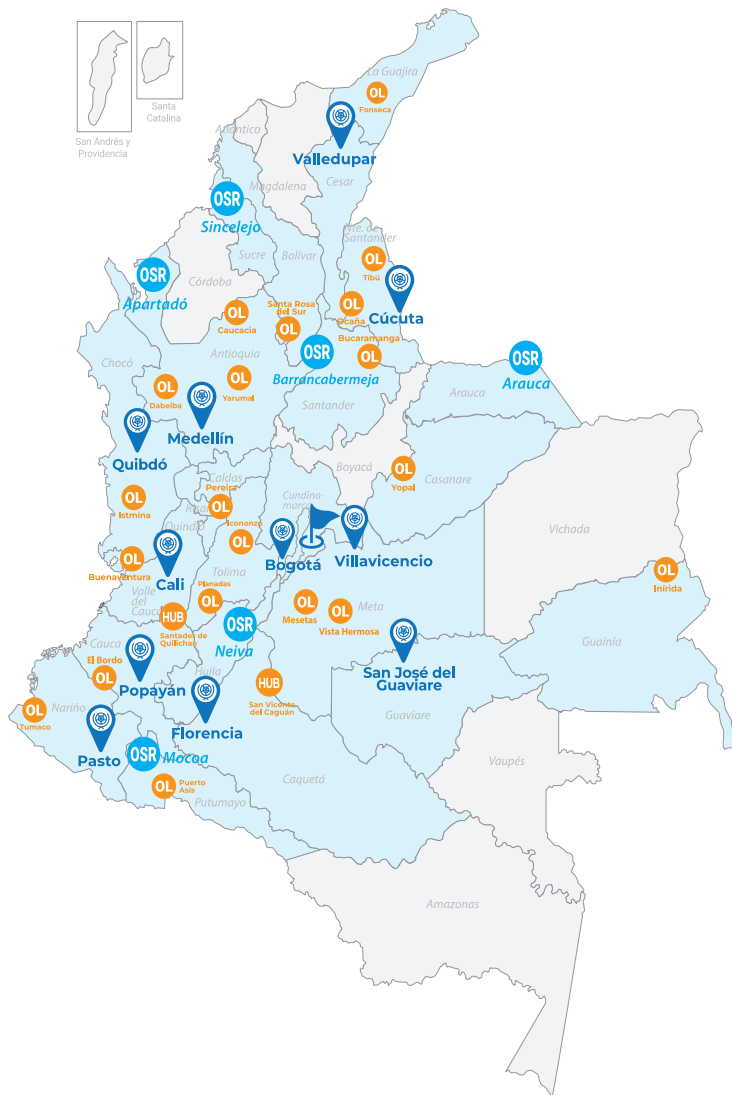 La Guajira
OL
Fonseca
Santa
Catalina
San Andrés y
Providencia
Atlántico
Valledupar
Magdalena
Cesar
OSR
Sincelejo
Nte. de
Santander
OL
Tibú
Sucre
Bolívar
OSR
Apartadó
Córdoba
Cúcuta
OL
Caucacia
Santa Rosa
del Sur
OL
OL
Ocaña
Bucaramanga
OL
OSR
Barrancabermeja
OSR
Arauca
Chocó
Antioquia
OL
Dabeiba
OL
Yarumal
Santander
Arauca
Medellín
Quibdó
Boyacá
OL
Yopal
Casanare
Caldas
Pereira
OL
Cundina-
marca
OL
Istmina
Quindío
Iconozno
OL
Vichada
Bogotá
Villavicencio
OL
Buenaventura
Cali
Tolima
OL
Inírida
Valle
del
Cauca
Planadas
OL
HUB
Santades de
Quilichao
OSR
Neiva
OL
Mesetas
OL
Vista Hermosa
Meta
Guainía
Cauca
El Bordo
OL
Popayán
Huila
HUB
San Vicento
del Caguán
San José del
Guaviare
OL
Tumaco
Nariño
Florencia
Guaviare
Pasto
OSR
Mocoa
Vaupés
OL
Puerto
Asís
Putumayo
Caquetá
Amazonas